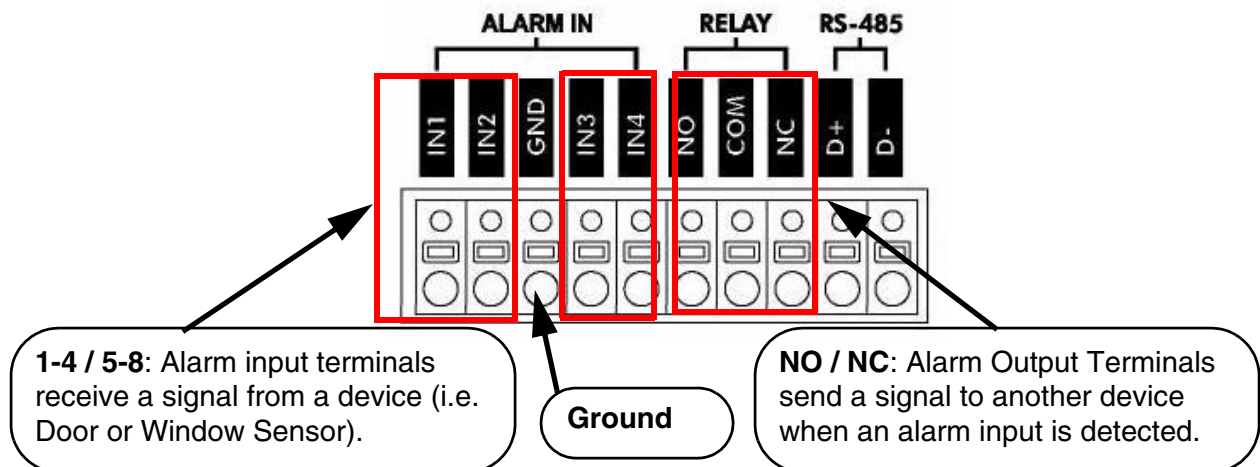 ALARM IN RELAY RS-485
IN1 IN2 GND IN3 IN4 NO COM NC D+ D-
1-4 / 5-8: Alarm input terminals
receive a signal from a device (i.e.
Door or Window Sensor).
Ground
NO / NC: Alarm Output Terminals
send a signal to another device
when an alarm input is detected.